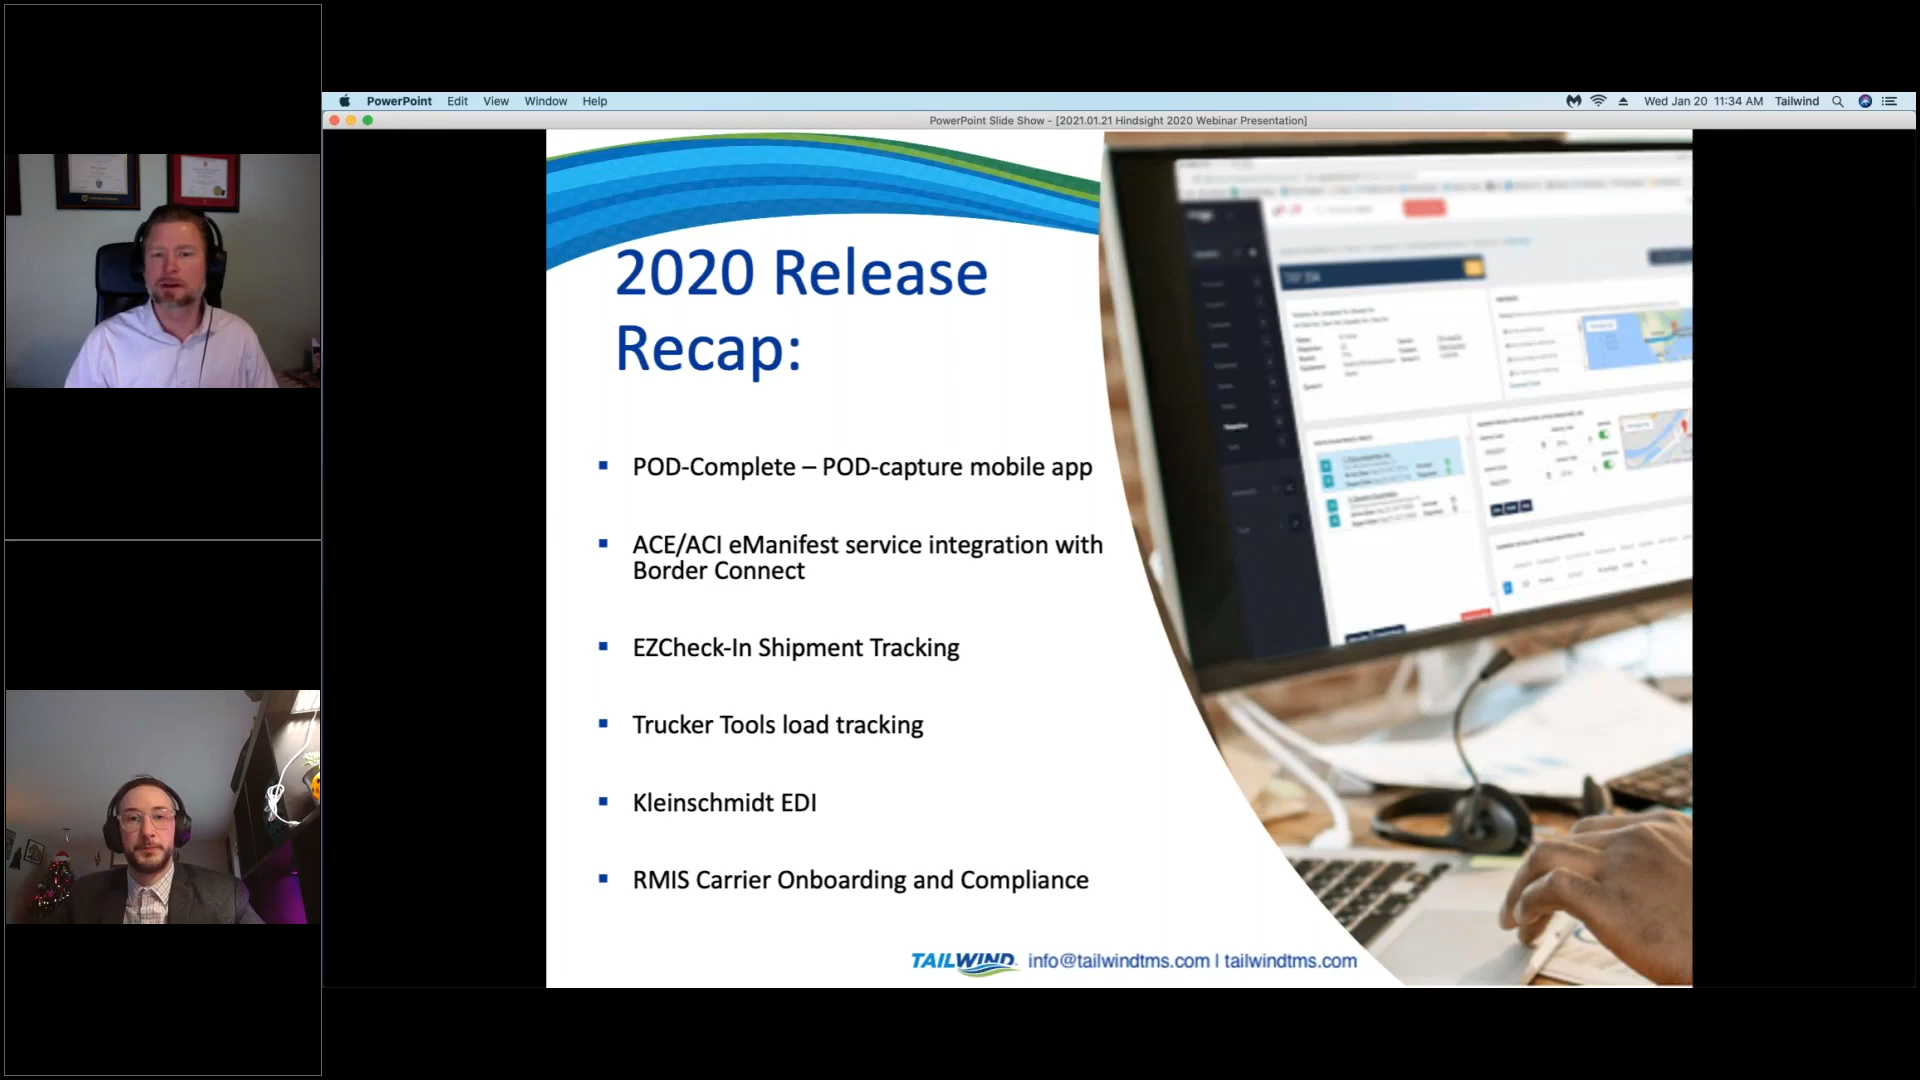 PowerPoint Edit View Window Help
Wed Jan 20 11:34 AM Tailwind
PowerPoint Slide Show - [2021.01.21 Hindsight 2020 Webinar Presentation]
2020 Release
Recap:
▪ POD-Complete – POD-capture mobile app
▪ ACE/ACI eManifest service integration with
Border Connect
▪ EZCheck-In Shipment Tracking
▪ Trucker Tools load tracking
▪ Kleinschmidt EDI
▪ RMIS Carrier Onboarding and Compliance
TAILWIND info@tailwindtms.com | tailwindtms.com